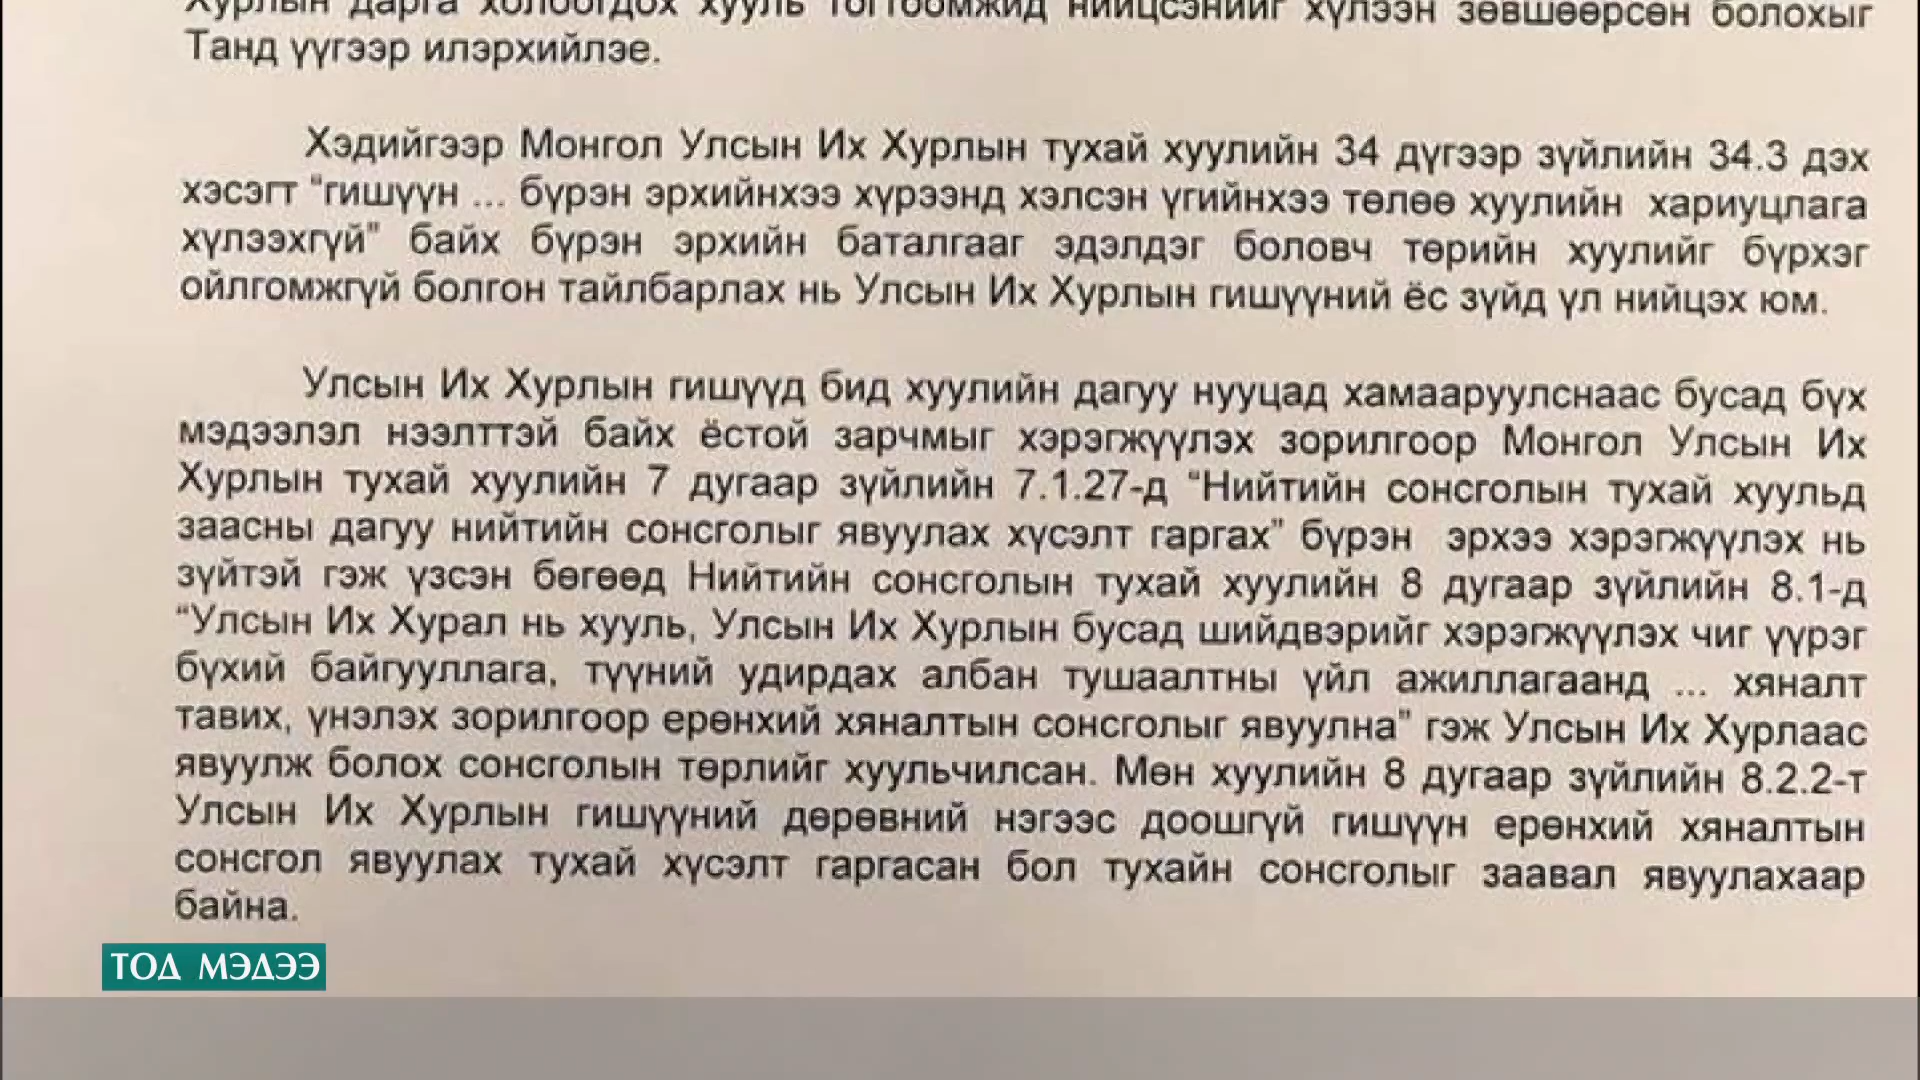 Хурлын дарга холбогдох хууль тогтоомжид нийцсэнийг хүлээн зөвшөөрсөн болохыг
Танд үүгээр илэрхийлэе.
Хэдийгээр Монгол Улсын Их Хурлын тухай хуулийн 34 дүгээр зүйлийн 34.3 дэх
хэсэгт “гишүүн ... бүрэн эрхийнхээ хүрээнд хэлсэн үгийнхээ төлөө хуулийн хариуцлага
хүлээхгүй” байх бүрэн эрхийн баталгааг эдэлдэг боловч төрийн хуулийг бүрхэг
ойлгомжгүй болгон тайлбарлах нь Улсын Их Хурлын гишүүний ёс зүйд үл нийцэх юм.
Улсын Их Хурлын гишүүд бид хуулийн дагуу нууцад хамааруулснаас бусад бүх
мэдээлэл нээлттэй байх ёстой зарчмыг хэрэгжүүлэх зорилгоор Монгол Улсын Их
Хурлын тухай хуулийн 7 дугаар зүйлийн 7.1.27-д “Нийтийн сонсголын тухай хуульд
заасны дагуу нийтийн сонсголыг явуулах хүсэлт гаргах” бүрэн эрхээ хэрэгжүүлэх нь
зүйтэй гэж үзсэн бөгөөд Нийтийн сонсголын тухай хуулийн 8 дугаар зүйлийн 8.1-д
“Улсын Их Хурал нь хууль, Улсын Их Хурлын бусад шийдвэрийг хэрэгжүүлэх чиг үүрэг
бүхий байгууллага, түүний удирдах албан тушаалтны үйл ажиллагаанд ... хяналт
тавих, үнэлэх зорилгоор ерөнхий хяналтын сонсголыг явуулна” гэж Улсын Их Хурлаас
явуулж болох сонсголын төрлийг хуульчилсан. Мөн хуулийн 8 дугаар зүйлийн 8.2.2-т
Улсын Их Хурлын гишүүний дөрөвний нэгээс доошгүй гишүүн ерөнхий хяналтын
сонсгол явуулах тухай хүсэлт гаргасан бол тухайн сонсголыг заавал явуулахаар
байна.
ТОД МЭДЭЭ